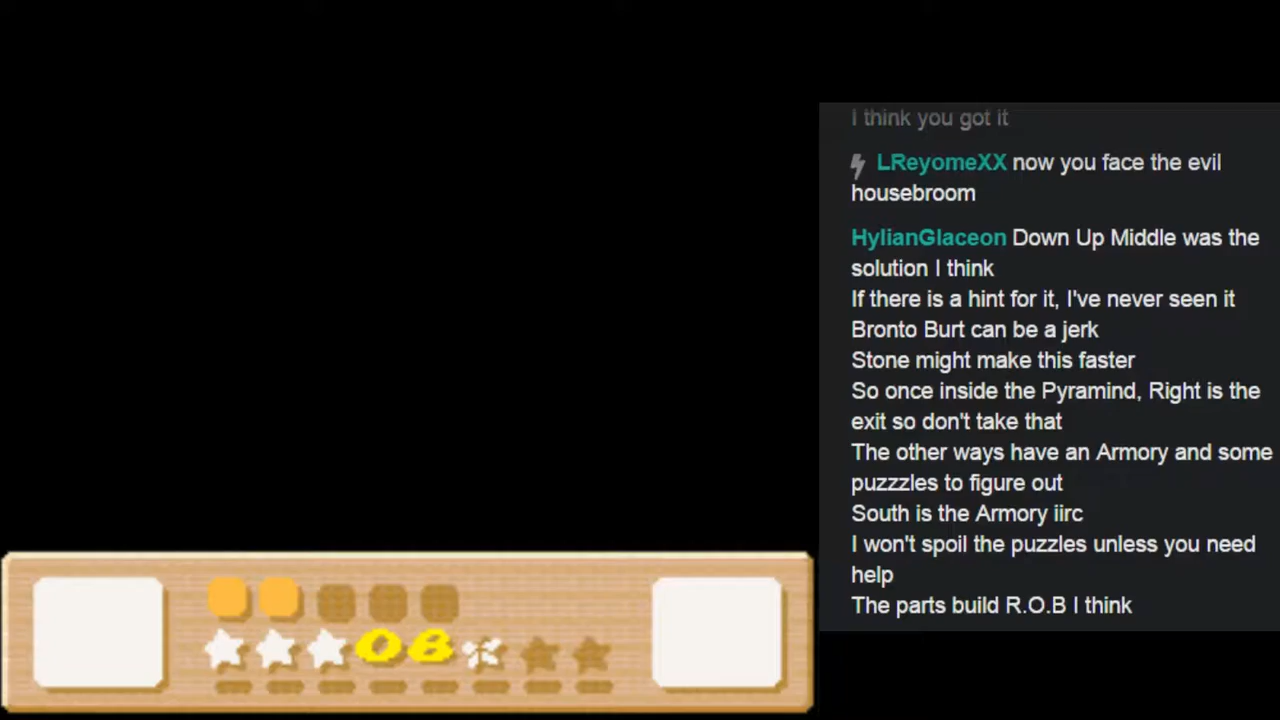 I think you got it
LReyomeXX now you face the evil
housebroom
HylianGlaceon Down Up Middle was the
solution I think
If there is a hint for it, I've never seen it
Bronto Burt can be a jerk
Stone might make this faster
So once inside the Pyramind, Right is the
exit so don't take that
The other ways have an Armory and some
puzzzles to figure out
South is the Armory iirc
I won't spoil the puzzles unless you need
help
The parts build R.O.B I think
OB